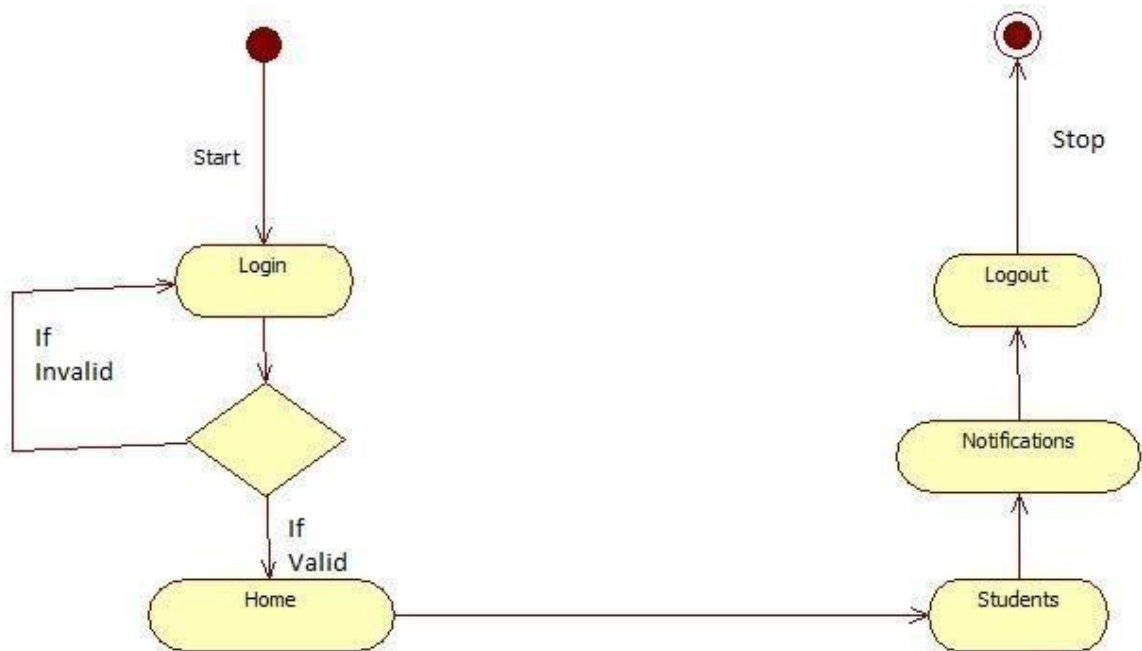 Start
Login
If
Invalid
If
Valid
Home
Students
Notifications
Logout
Stop